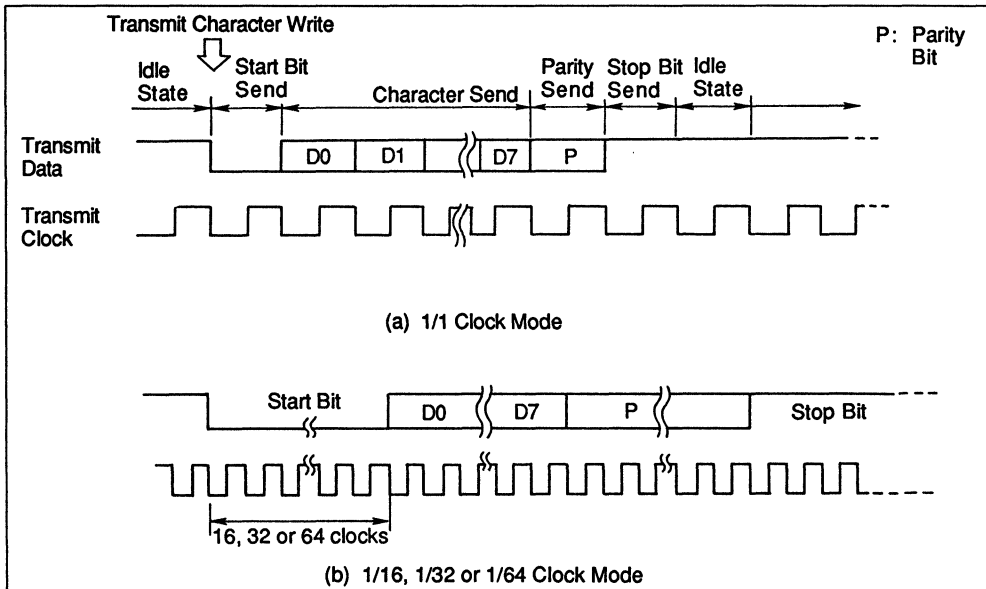 Transmit Character Write
P: Parity
Bit
Idle
State
Start Bit
Send
Character Send
Parity
Send
Stop Bit
Send
Idle
State
Transmit
Data
D0 D1 D7 P
Transmit
Clock
(a) 1/1 Clock Mode
Start Bit D0 D7 P Stop Bit
16, 32 or 64 clocks
(b) 1/16, 1/32 or 1/64 Clock Mode